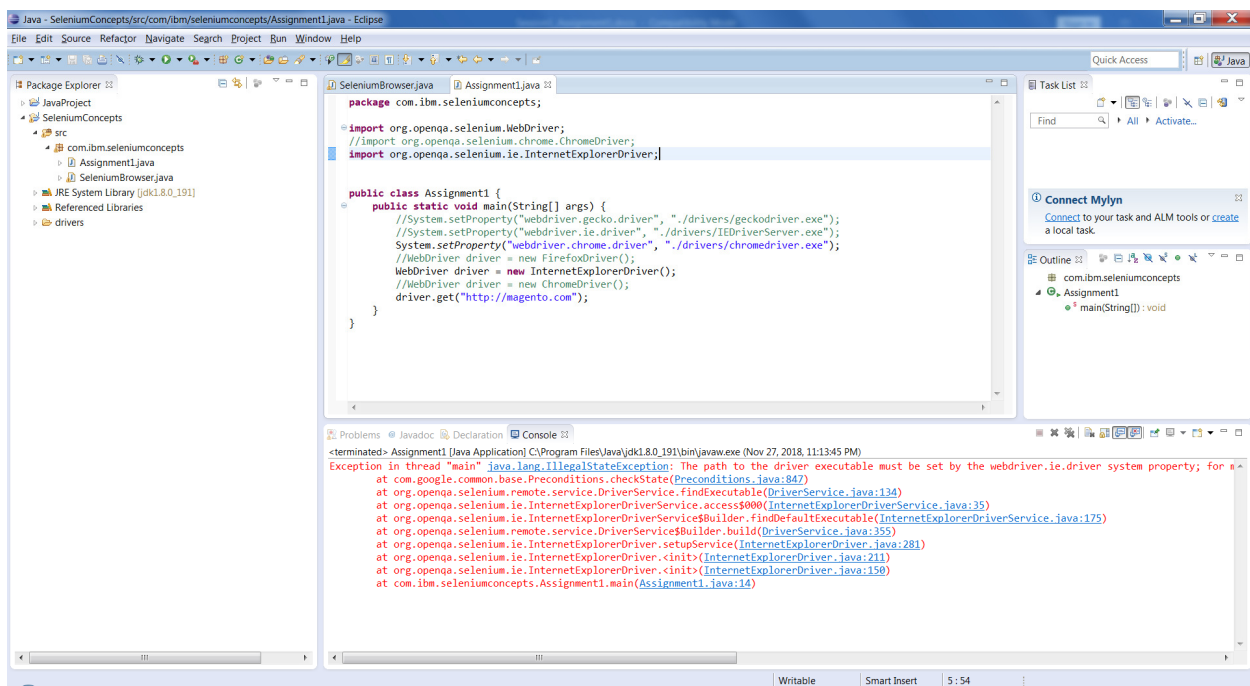 Java - SeleniumConcepts/src/com/ibm/seleniumconcepts/Assignment1.java - Eclipse
File Edit Source Refactor Navigate Search Project Run Window Help
Quick Access
Java
Package Explorer
JavaProject
SeleniumConcepts
src
com.ibm.seleniumconcepts
Assignment1.java
SeleniumBrowser.java
JRE System Library [jdk1.8.0_191]
Referenced Libraries
drivers
SeleniumBrowser.java Assignment1.java
package com.ibm.seleniumconcepts;
import org.openqa.selenium.WebDriver;
//import org.openqa.selenium.chrome.ChromeDriver;
import org.openqa.selenium.ie.InternetExplorerDriver;
public class Assignment1 {
public static void main(String[] args) {
//System.setProperty("webdriver.gecko.driver", "./drivers/geckodriver.exe");
//System.setProperty("webdriver.ie.driver", "./drivers/IEDriverServer.exe");
System.setProperty("webdriver.chrome.driver", "./drivers/chromedriver.exe");
//WebDriver driver = new FirefoxDriver();
WebDriver driver = new InternetExplorerDriver();
//WebDriver driver = new ChromeDriver();
driver.get("http://magento.com");
}
}
Task List
Find All Activate...
Connect Mylyn
Connect to your task and ALM tools or create
a local task.
Outline
com.ibm.seleniumconcepts
Assignment1
main(String[]) : void
Problems Javadoc Declaration Console
<terminated> Assignment1 [Java Application] C:\Program Files\Java\jdk1.8.0_191\bin\javaw.exe (Nov 27, 2018, 11:13:45 PM)
Exception in thread "main" java.lang.IllegalStateException: The path to the driver executable must be set by the webdriver.ie.driver system property; for
at com.google.common.base.Preconditions.checkState(Preconditions.java:847)
at org.openqa.selenium.remote.service.DriverService.findExecutable(DriverService.java:134)
at org.openqa.selenium.ie.InternetExplorerDriverService.access$000(InternetExplorerDriverService.java:35)
at org.openqa.selenium.ie.InternetExplorerDriverService$Builder.findDefaultExecutable(InternetExplorerDriverService.java:175)
at org.openqa.selenium.remote.service.DriverService$Builder.build(DriverService.java:355)
at org.openqa.selenium.ie.InternetExplorerDriver.setupService(InternetExplorerDriver.java:281)
at org.openqa.selenium.ie.InternetExplorerDriver.<init>(InternetExplorerDriver.java:211)
at org.openqa.selenium.ie.InternetExplorerDriver.<init>(InternetExplorerDriver.java:150)
at com.ibm.seleniumconcepts.Assignment1.main(Assignment1.java:14)
Writable Smart Insert 5 : 54